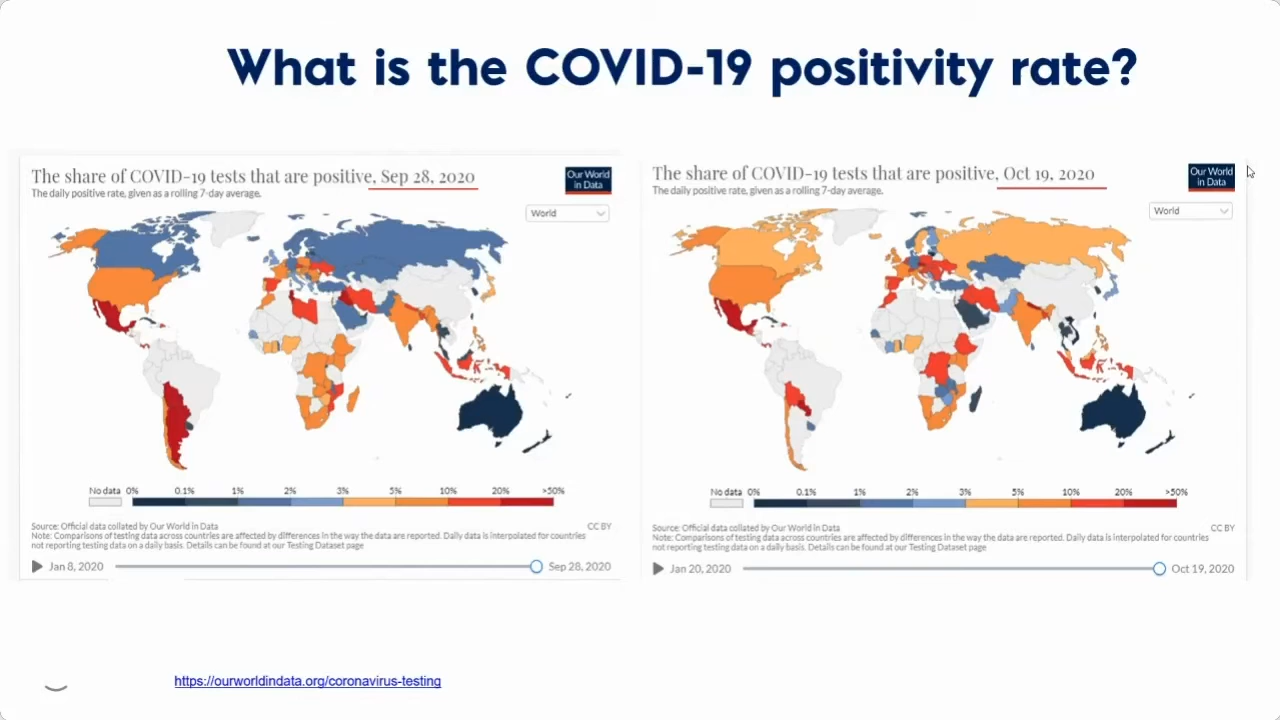 What is the COVID-19 positivity rate?
The share of COVID-19 tests that are positive, Sep 28, 2020
The daily positive rate, given as a rolling 7-day average.
Our World
in Data
World
No data 0% 0.1% 1% 2% 3% 5% 10% 20% >50%
Source: Official data collated by Our World in Data
CC BY
Note: Comparisons of testing data across countries are affected by differences in the way the data are reported. Daily data is interpolated for countries
not reporting testing data on a daily basis. Details can be found at our Testing Dataset page
Jan 8, 2020
Sep 28, 2020
The share of COVID-19 tests that are positive, Oct 19, 2020
The daily positive rate, given as a rolling 7-day average.
Our World
in Data
World
No data 0% 0.1% 1% 2% 3% 5% 10% 20% >50%
Source: Official data collated by Our World in Data
CC BY
Note: Comparisons of testing data across countries are affected by differences in the way the data are reported. Daily data is interpolated for countries
not reporting testing data on a daily basis. Details can be found at our Testing Dataset page
Jan 20, 2020
Oct 19, 2020
https://ourworldindata.org/coronavirus-testing